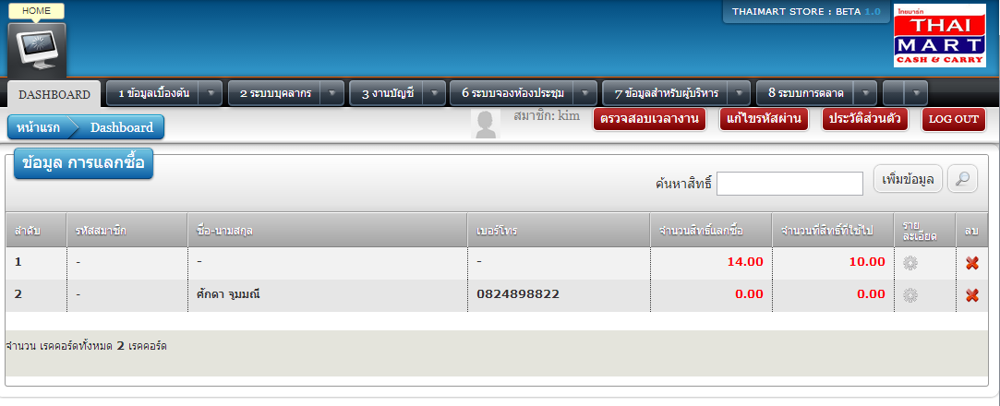 HOME
THAIMART STORE : BETA 1.0
ไทยมาร์ท
THAI
MART
CASH & CARRY
DASHBOARD
1 ข้อมูลเบื้องต้น
2 ระบบบุคลากร
3 งานบัญชี
6 ระบบจองห้องประชุม
7 ข้อมูลสำหรับผู้บริหาร
8 ระบบการตลาด
หน้าแรก Dashboard
สมาชิก: kim
ตรวจสอบเวลางาน
แก้ไขรหัสผ่าน
ประวัติส่วนตัว
LOG OUT
ข้อมูล การแลกซื้อ
ค้นหาสิทธิ์
เพิ่มข้อมูล
ลำดับ รหัสสมาชิก ชื่อ-นามสกุล เบอร์โทร จำนวนสิทธิ์แลกซื้อ จำนวนที่สิทธิ์ที่ใช้ไป ราย
ละเอียด ลบ
1 - - - 14.00 10.00
2 - ศักดา จุมมณี 0824898822 0.00 0.00
จำนวน เรคคอร์ดทั้งหมด 2 เรคคอร์ด